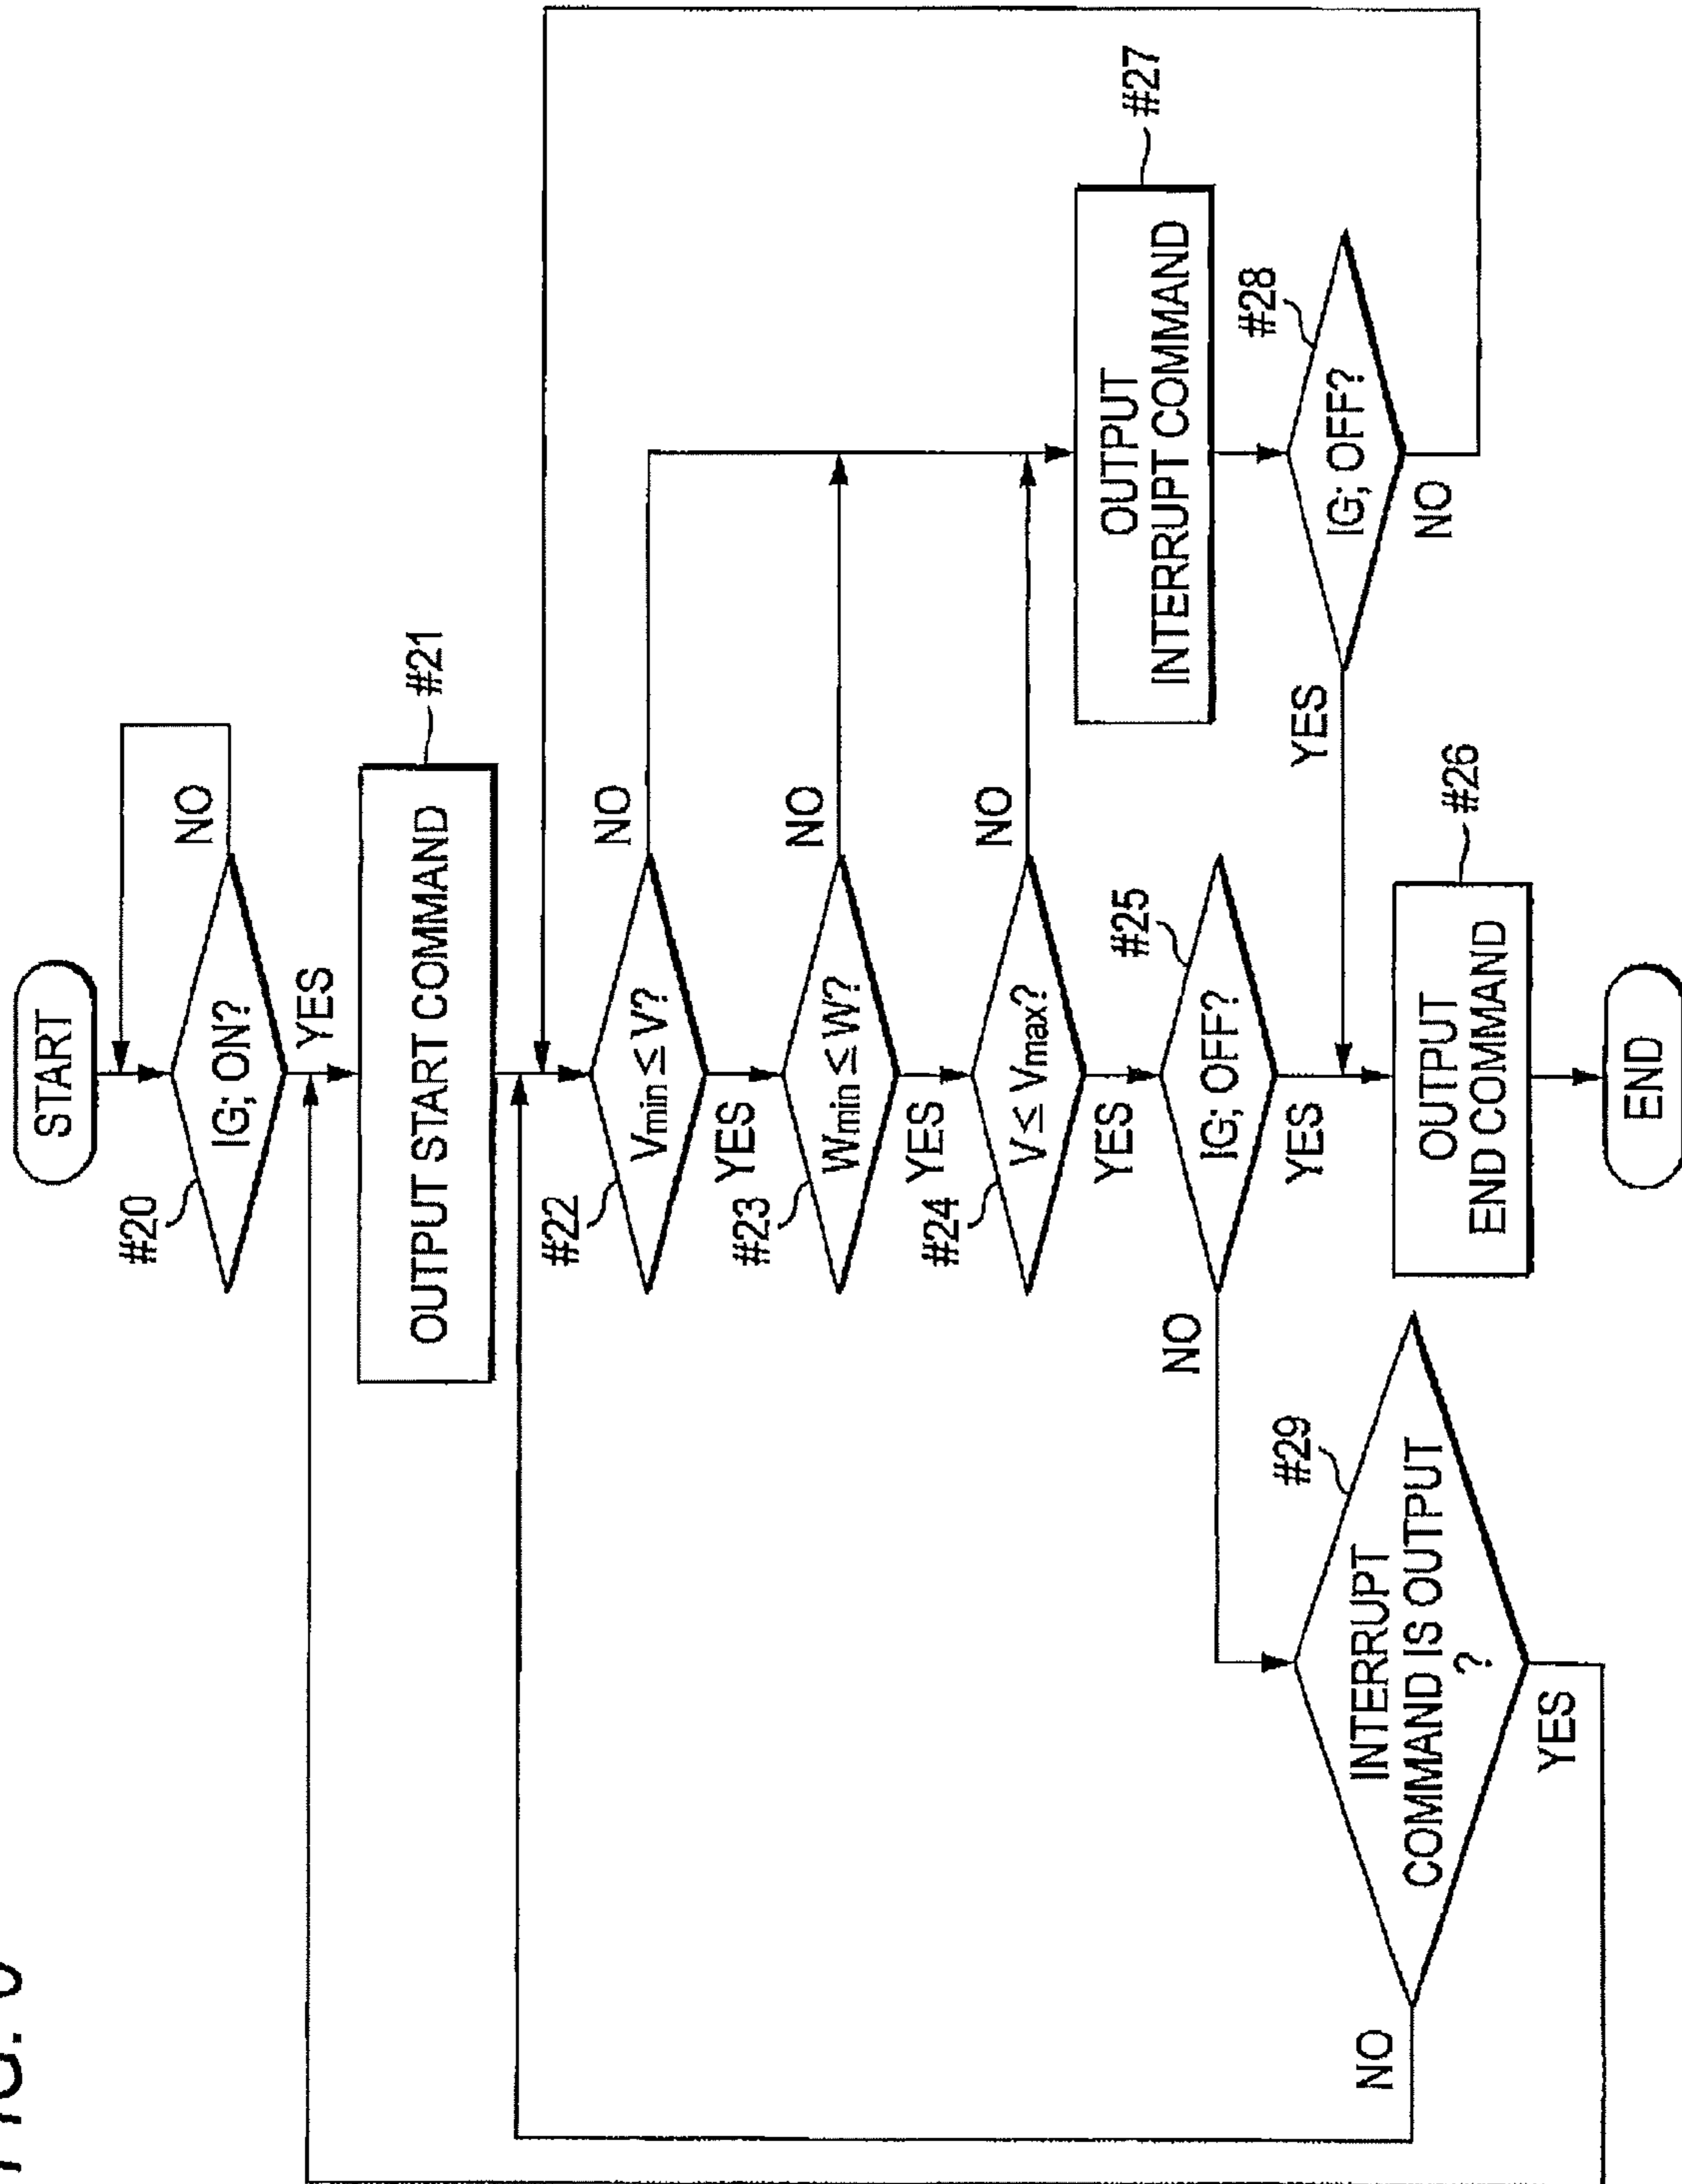 START
#20
IG; ON?
NO
YES
OUTPUT START COMMAND
#21
#22
Vmin ≤ V?
NO
YES
#23
Wmin ≤ W?
NO
YES
#24
V ≤ Vmax?
NO
YES
OUTPUT
INTERRUPT COMMAND
#27
#25
IG; OFF?
NO
YES
#28
IG; OFF?
YES
NO
#29
INTERRUPT
COMMAND IS OUTPUT
?
NO
YES
OUTPUT
END COMMAND
#26
END